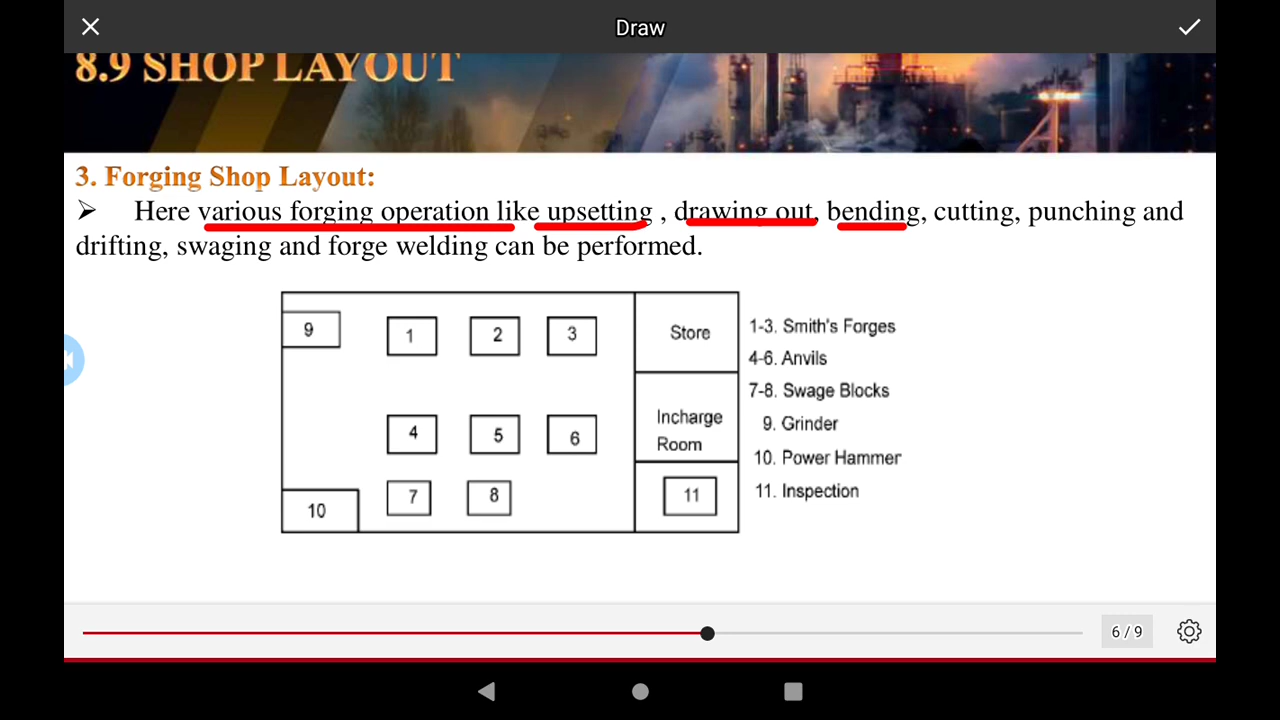 Draw
8.9 SHOP LAYOUT
3. Forging Shop Layout:
➢ Here various forging operation like upsetting , drawing out, bending, cutting, punching and
drifting, swaging and forge welding can be performed.
9
1
2
3
Store
4
5
6
Incharge
Room
7
8
10
11
1-3. Smith's Forges
4-6. Anvils
7-8. Swage Blocks
9. Grinder
10. Power Hammer
11. Inspection
6 / 9